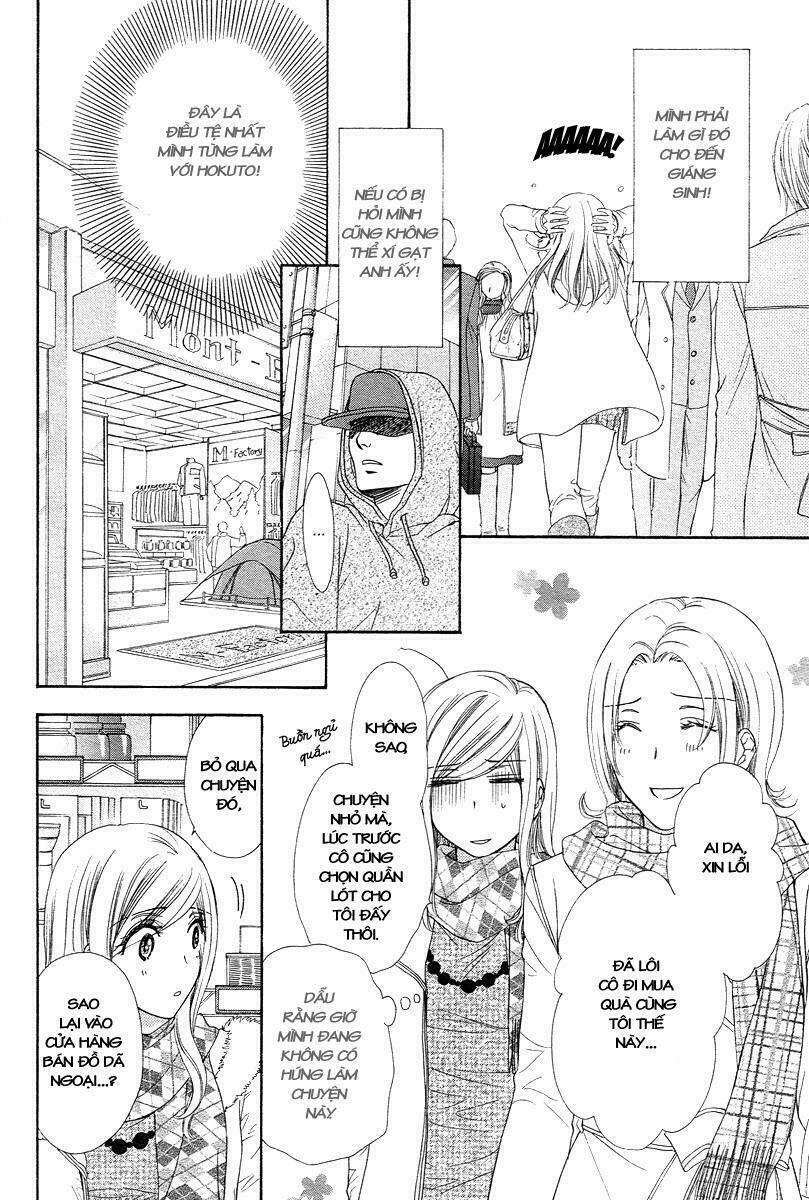 MÌNH PHẢI
LÀM GÌ ĐÓ
CHO ĐẾN
GIÁNG
SINH!
AAAAAA!
NẾU CÓ BỊ
HỎI MÌNH
CŨNG KHÔNG
THỂ XÍ GẠT
ANH ẤY!
...
ĐÂY LÀ
ĐIỀU TỆ NHẤT
MÌNH TỪNG LÀM
VỚI HOKUTO!
Mont-
M-Factory
AI DA,
XIN LỖI
ĐÃ LÔI
CÔ ĐI MUA
QUÀ CÙNG
TÔI THẾ
NÀY...
KHÔNG
SAO,
Buồn ngủ
quá...
CHUYỆN
NHỎ MÀ,
LÚC TRƯỚC
CÔ CŨNG
CHỌN QUẦN
LÓT CHO
TÔI ĐẤY
THÔI.
DẪU
RẰNG GIỜ
MÌNH ĐANG
KHÔNG CÓ
HỨNG LÀM
CHUYỆN
NÀY
BỎ QUA
CHUYỆN
ĐÓ,
SAO
LẠI VÀO
CỬA HÀNG
BÁN ĐỒ DÃ
NGOẠI...?